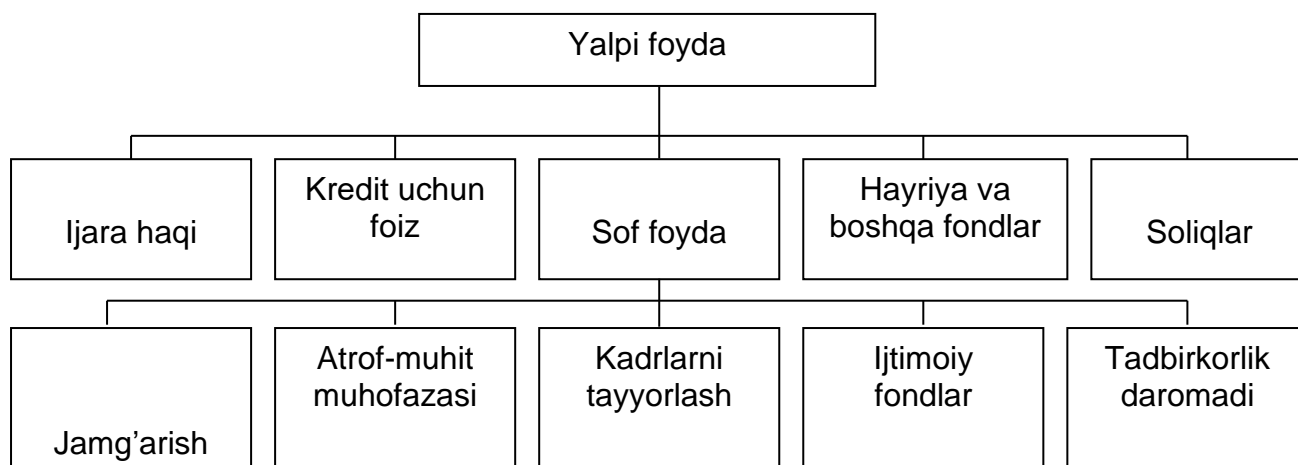 Yalpi foyda
Ijara haqi
Kredit uchun
foiz
Sof foyda
Hayriya va
boshqa fondlar
Soliqlar
Jamg’arish
Atrof-muhit
muhofazasi
Kadrlarni
tayyorlash
Ijtimoiy
fondlar
Tadbirkorlik
daromadi